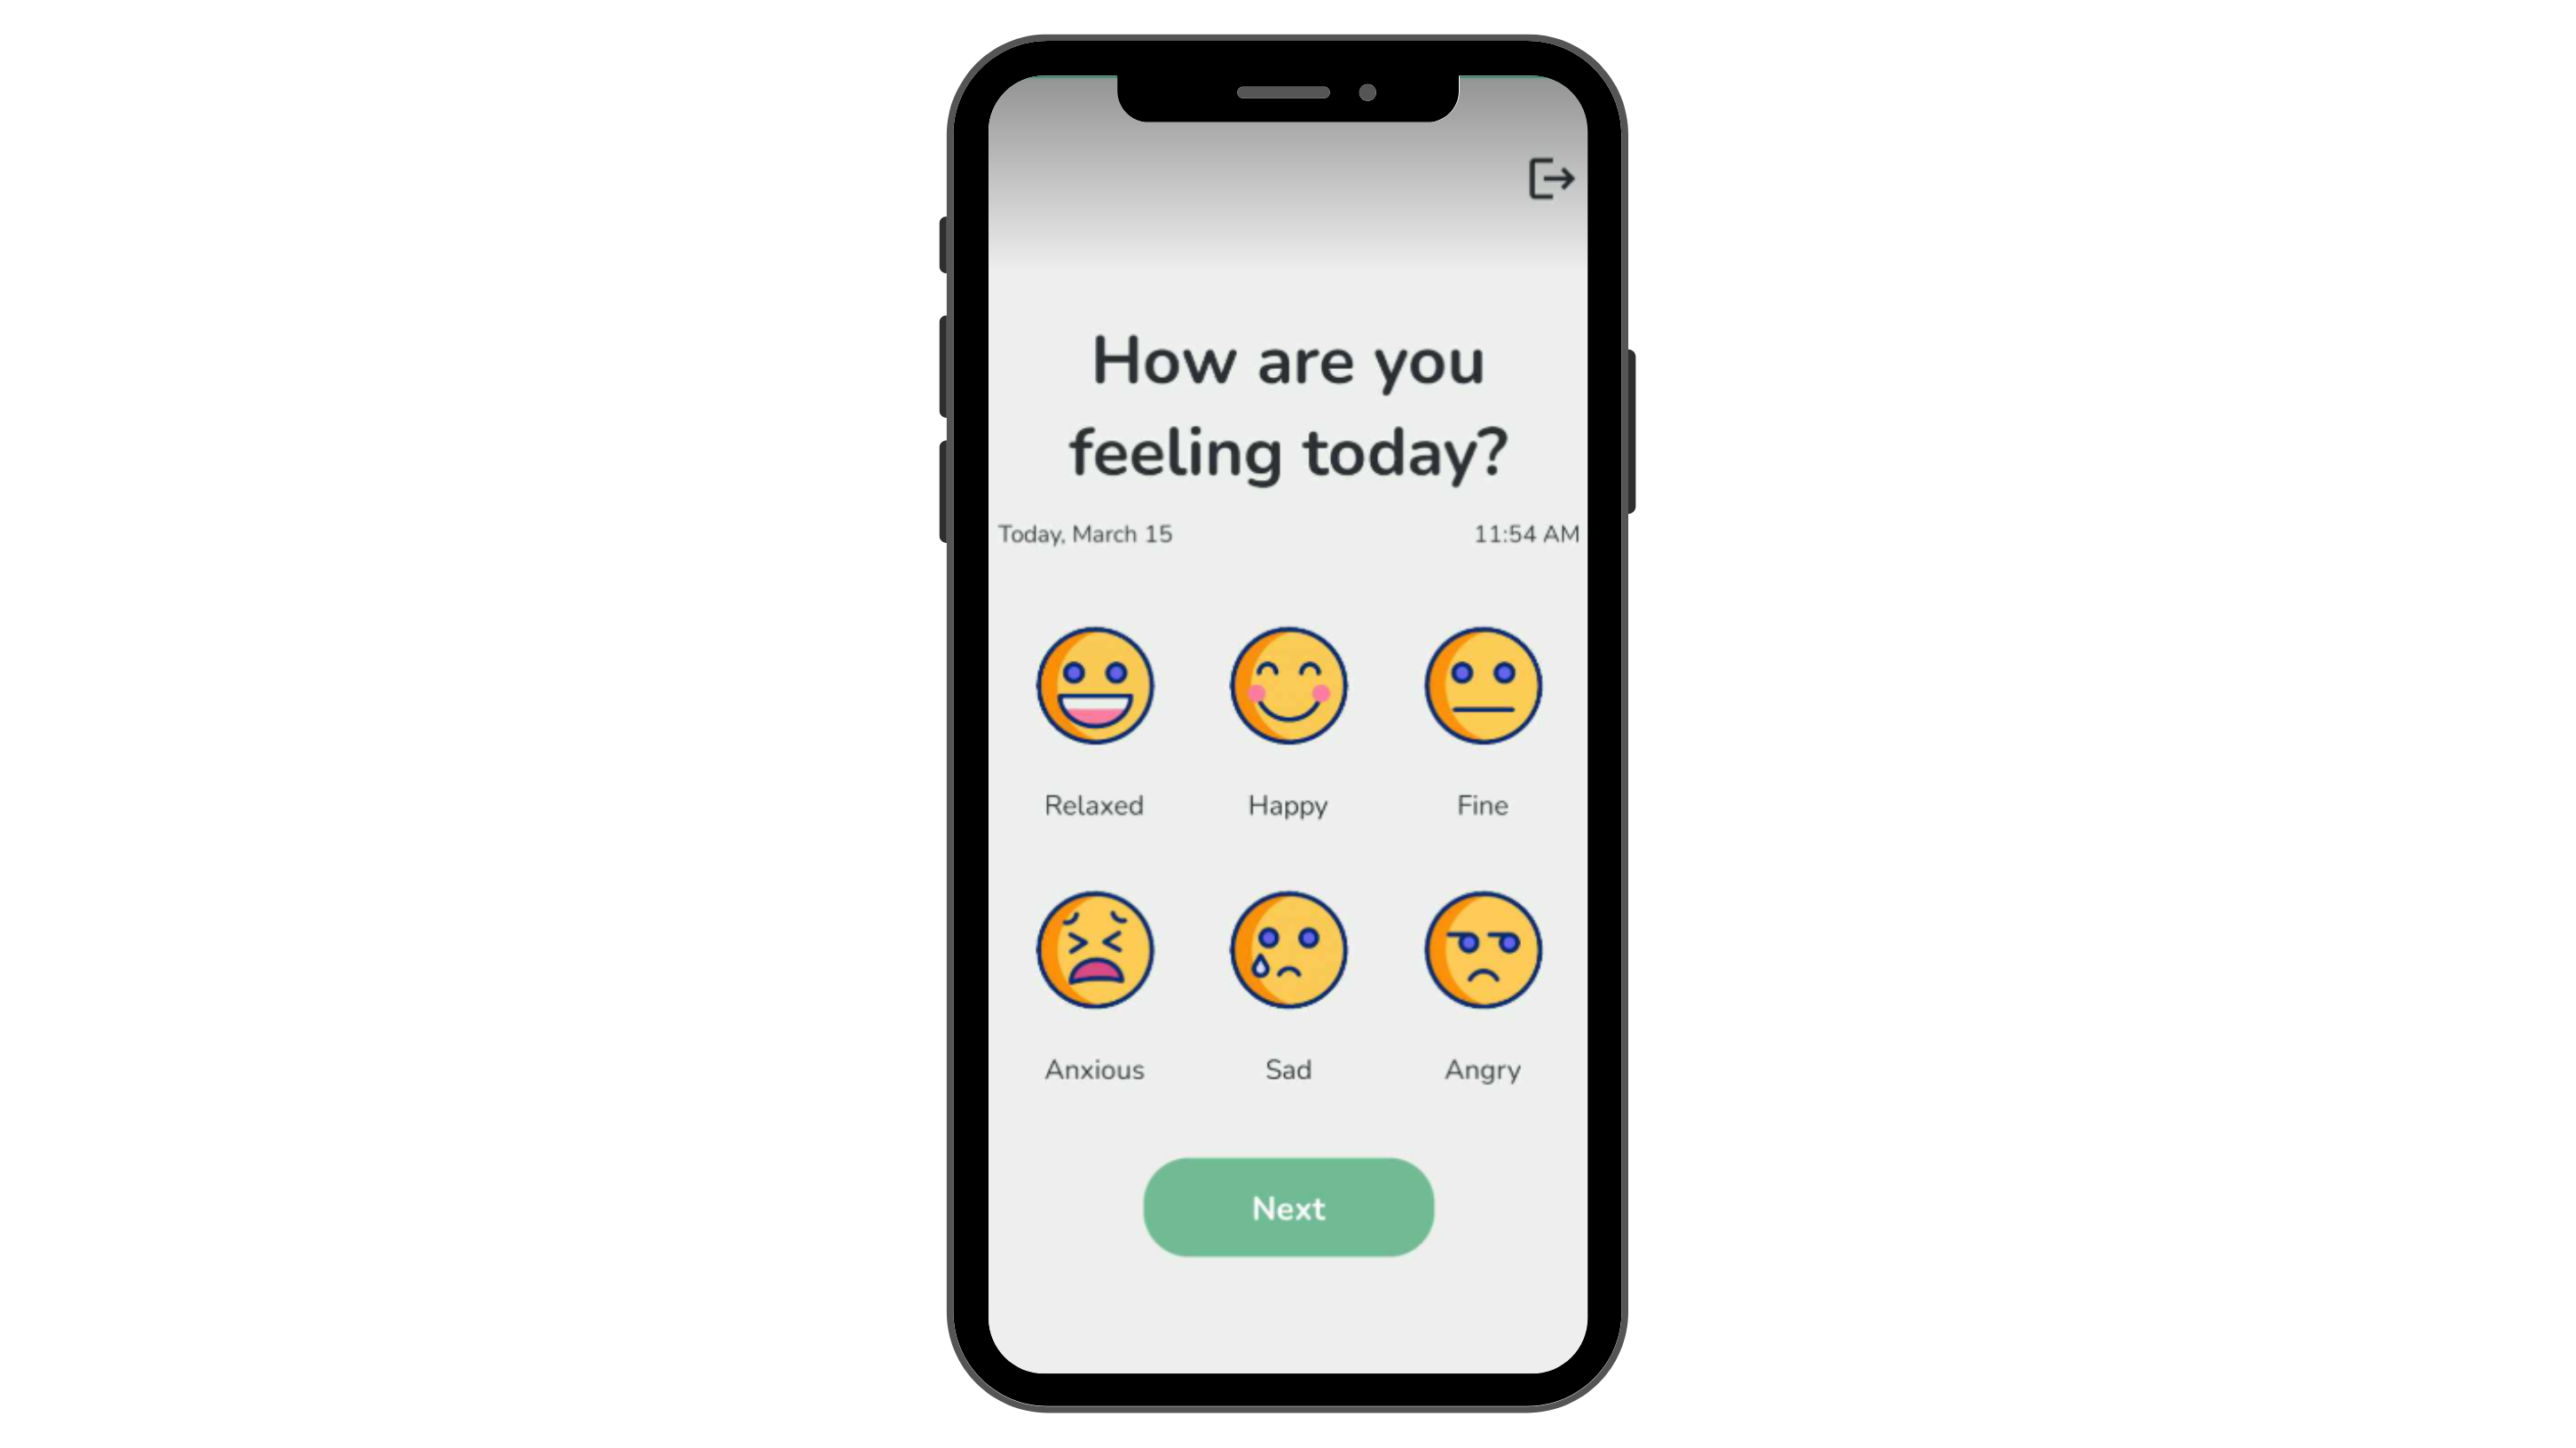 How are you
feeling today?
Today, March 15
11:54 AM
Relaxed
Happy
Fine
Anxious
Sad
Angry
Next